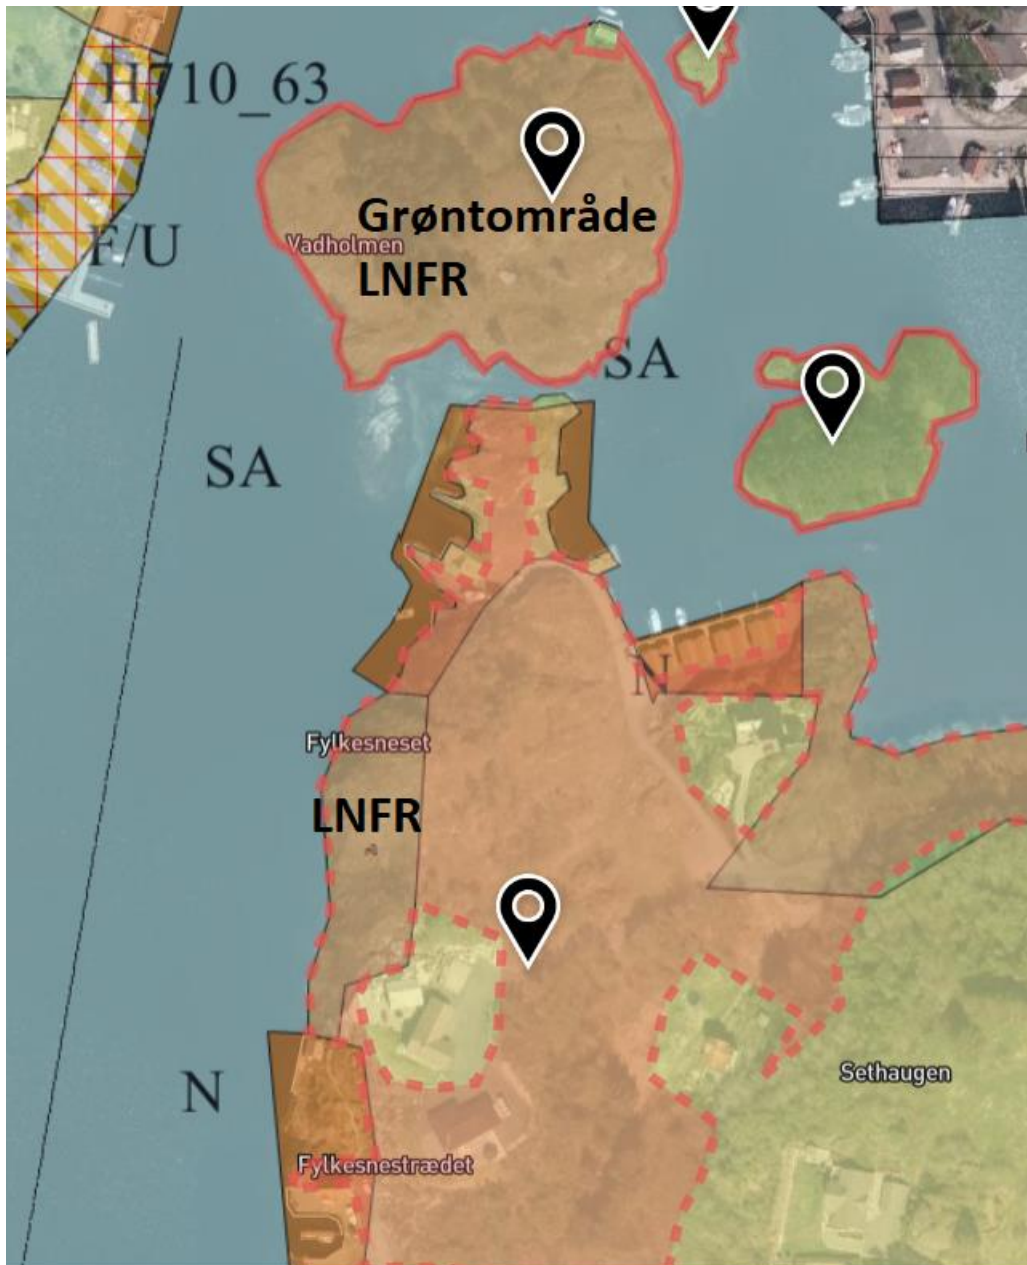 H710_63
Grøntområde
Vadholmen
F/U
LNFR
SA
SA
N
Fylkesneset
LNFR
Sethaugen
N
Fylkesnestrædet